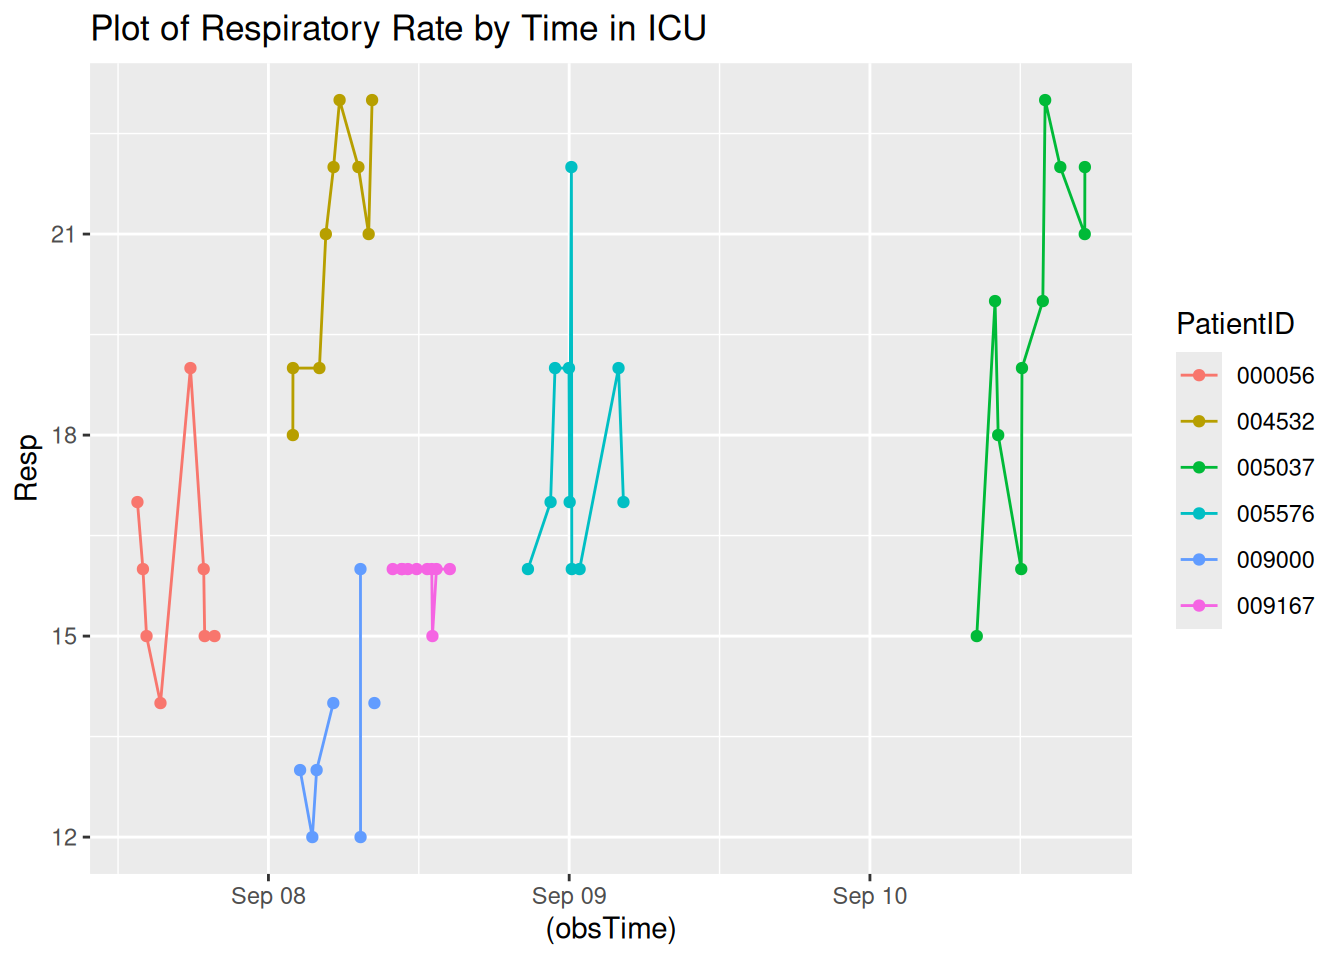 Plot of Respiratory Rate by Time in ICU
21
18
15
12
Resp
Sep 08
Sep 09
Sep 10
(obsTime)
PatientID
000056
004532
005037
005576
009000
009167